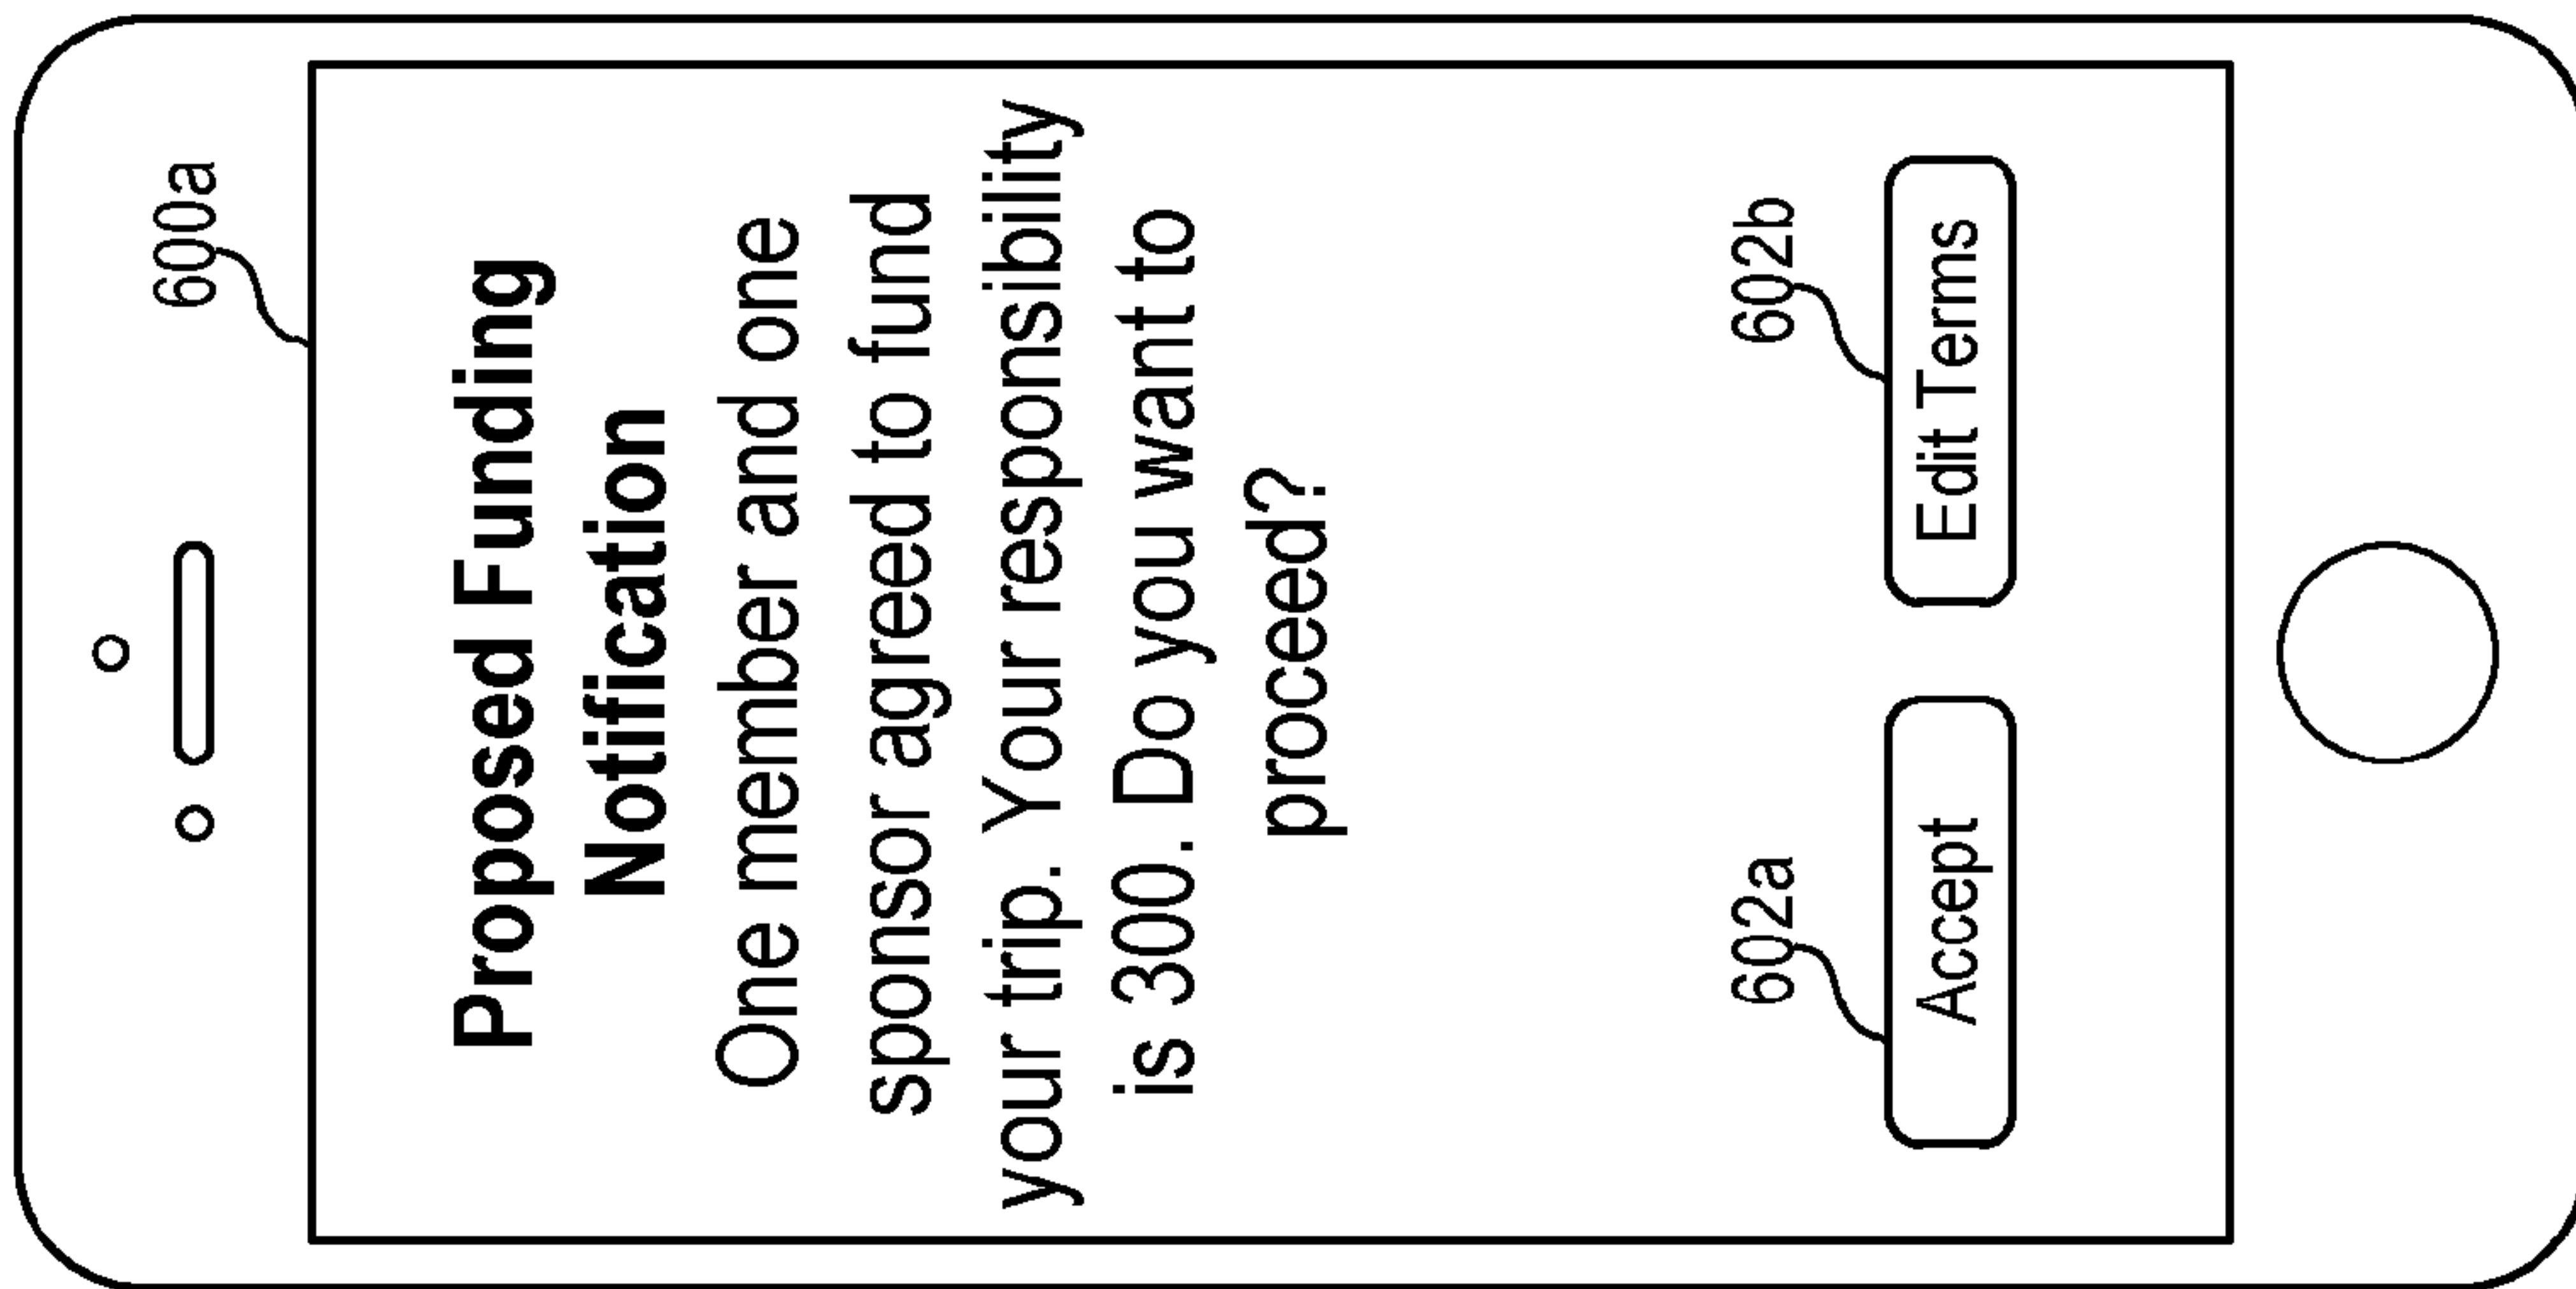 600a
Proposed Funding
Notification
One member and one
sponsor agreed to fund
your trip. Your responsibility
is 300. Do you want to
proceed?
602a
602b
Accept
Edit Terms